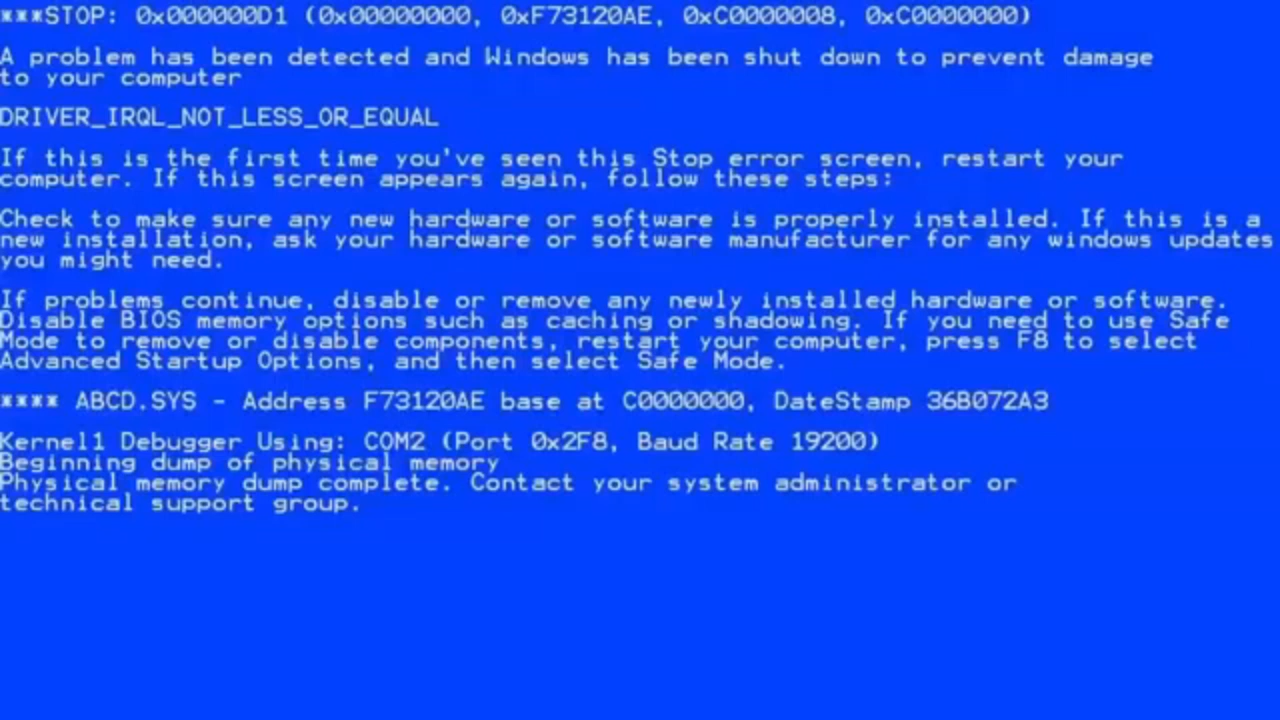 ***STOP: 0x000000D1 (0x00000000, 0xF73120AE, 0xC0000008, 0xC0000000)
A problem has been detected and Windows has been shut down to prevent damage
to your computer
DRIVER_IRQL_NOT_LESS_OR_EQUAL
If this is the first time you've seen this Stop error screen, restart your
computer. If this screen appears again, follow these steps:
Check to make sure any new hardware or software is properly installed. If this is a
new installation, ask your hardware or software manufacturer for any windows updates
you might need.
If problems continue, disable or remove any newly installed hardware or software.
Disable BIOS memory options such as caching or shadowing. If you need to use Safe
Mode to remove or disable components, restart your computer, press F8 to select
Advanced Startup Options, and then select Safe Mode.
**** ABCD.SYS - Address F73120AE base at C0000000, DateStamp 36B072A3
Kernel1 Debugger Using: COM2 (Port 0x2F8, Baud Rate 19200)
Beginning dump of physical memory
Physical memory dump complete. Contact your system administrator or
technical support group.